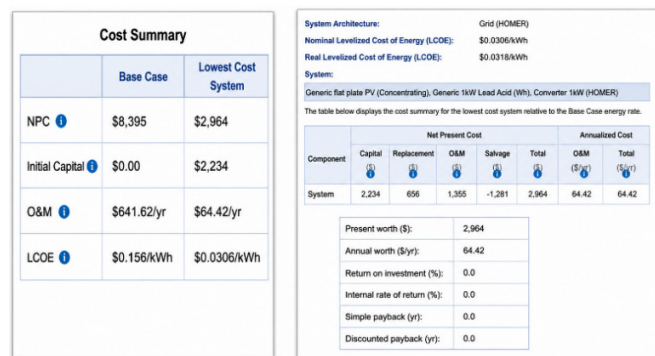 Cost Summary
Base Case
Lowest Cost
System
NPC
$8,395
$2,964
Initial Capital
$0.00
$2,234
O&M
$641.62/yr
$64.42/yr
LCOE
$0.156/kWh
$0.0306/kWh
System Architecture: Grid (HOMER)
Nominal Levelized Cost of Energy (LCOE): $0.0306/kWh
Real Levelized Cost of Energy (LCOE): $0.0318/kWh
System:
Generic flat plate PV (Concentrating), Generic 1kW Lead Acid (Wh), Converter 1kW (HOMER)
The table below displays the cost summary for the lowest cost system relative to the Base Case energy rate.
Net Present Cost
Annualized Cost
Component
Capital
($)
Replacement
($)
O&M
($)
Salvage
($)
Total
($)
O&M
($/yr)
Total
($/yr)
System 2,234 656 1,355 -1,281 2,964 64.42 64.42
Present worth ($): 2,964
Annual worth ($/yr): 64.42
Return on investment (%): 0.0
Internal rate of return (%): 0.0
Simple payback (yr): 0.0
Discounted payback (yr): 0.0